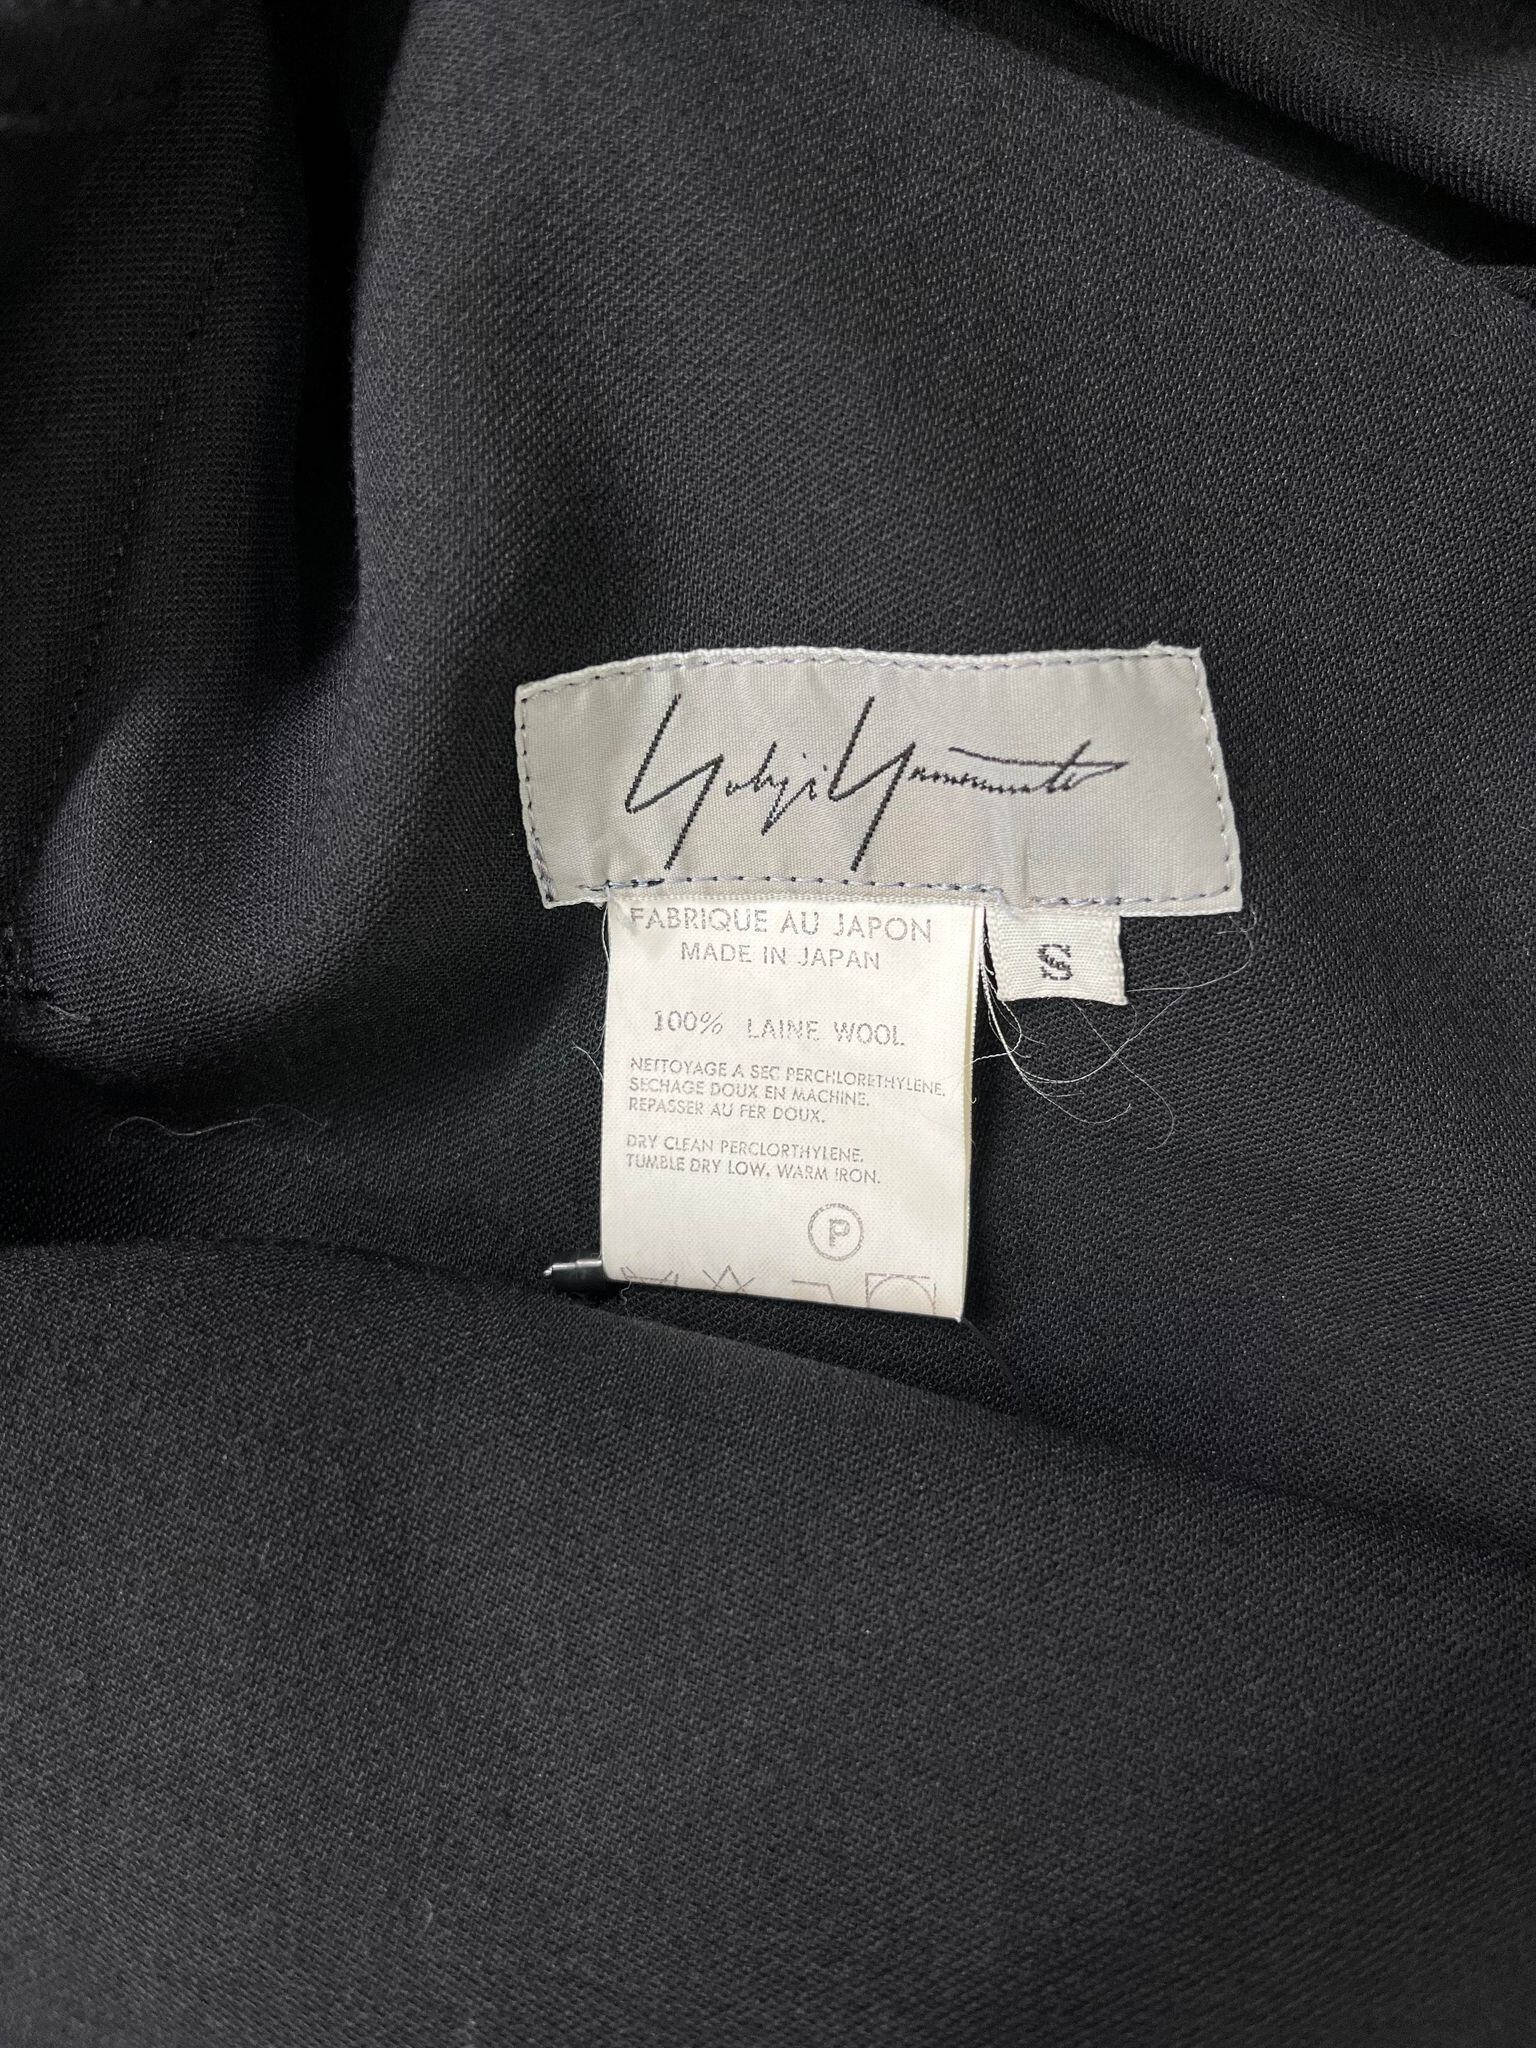 Yohji Yamamoto
FABRIQUE AU JAPON
MADE IN JAPAN
S
100% LAINE WOOL
NETTOYAGE A SEC PERCHLORETHYLENE.
SECHAGE DOUX EN MACHINE.
REPASSER AU FER DOUX.
DRY CLEAN PERCLORTHYLENE.
TUMBLE DRY LOW, WARM IRON.
P